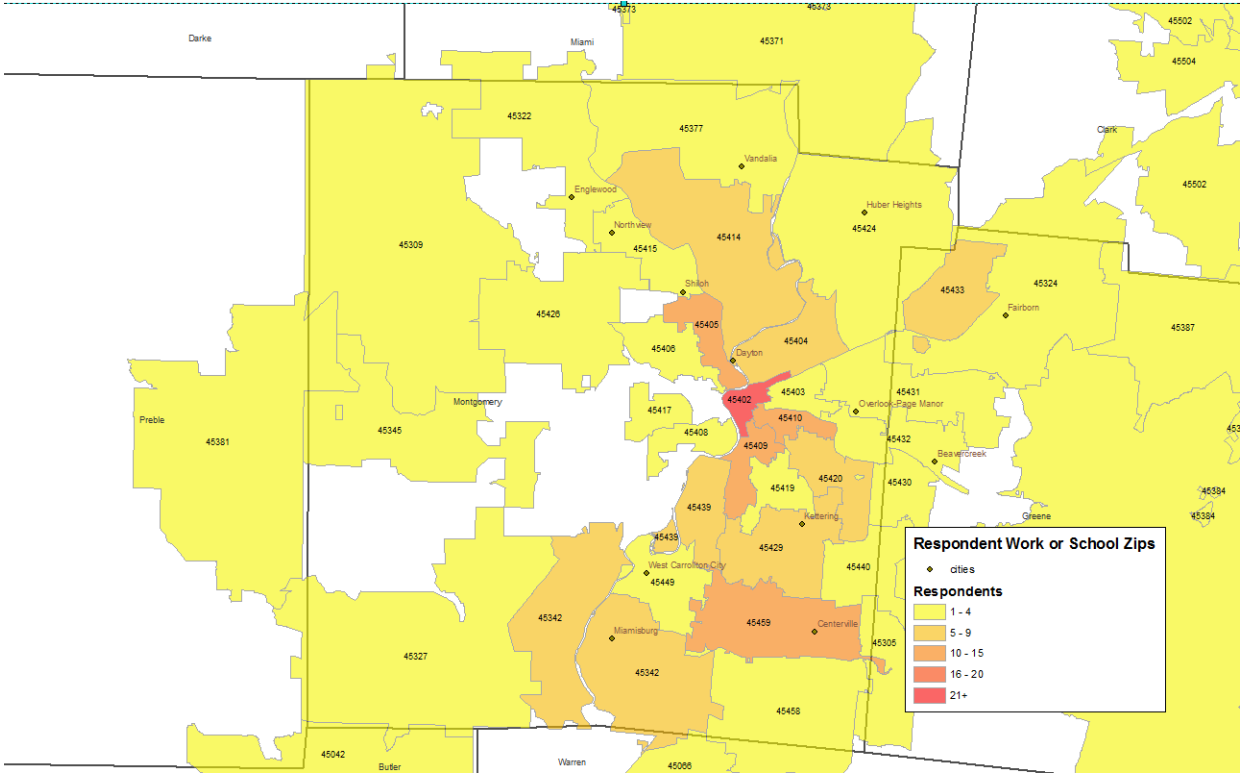 45373
45373
45502
Darke
Miami
45371
45504
45322
45377
Clark
Vandalia
45502
Englewood
Huber Heights
45424
Northview
45309
45415
45414
45433
45324
Shiloh
Fairborn
45426
45405
45404
45387
45406
Dayton
45402
45403
45431
Montgomery
45417
45410
Overlook-Page Manor
Preble
45381
45345
45408
45409
45432
Beavercreek
45419
45420
45430
45384
45439
Kettering
45384
Greene
45439
45429
Respondent Work or School Zips
cities
Respondents
1 - 4
5 - 9
10 - 15
16 - 20
21+
West Carrollton City
45449
45440
45342
45459
Centerville
Miamisburg
45305
45327
45342
45458
45042
Butler
Warren
45066